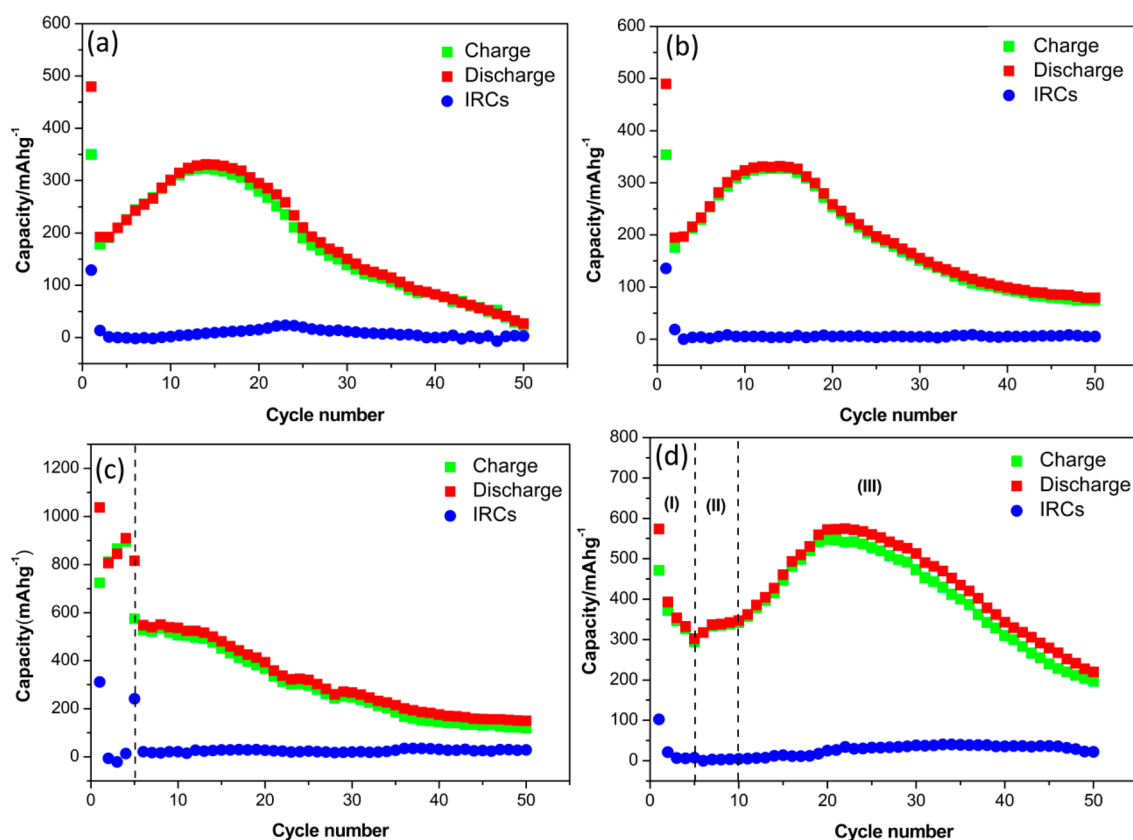 (a)
Charge
Discharge
IRCs
600
500
400
300
200
100
0
Capacity/mAhg-1
0 10 20 30 40 50
Cycle number
(b)
Charge
Discharge
IRCs
600
500
400
300
200
100
0
Capacity/mAhg-1
0 10 20 30 40 50
Cycle number
(c)
Charge
Discharge
IRCs
1200
1000
800
600
400
200
0
Capacity(mAhg-1)
0 10 20 30 40 50
Cycle number
(d)
(I)
(II)
(III)
Charge
Discharge
IRCs
800
700
600
500
400
300
200
100
0
Capacity/mAhg-1
0 10 20 30 40 50
Cycle number